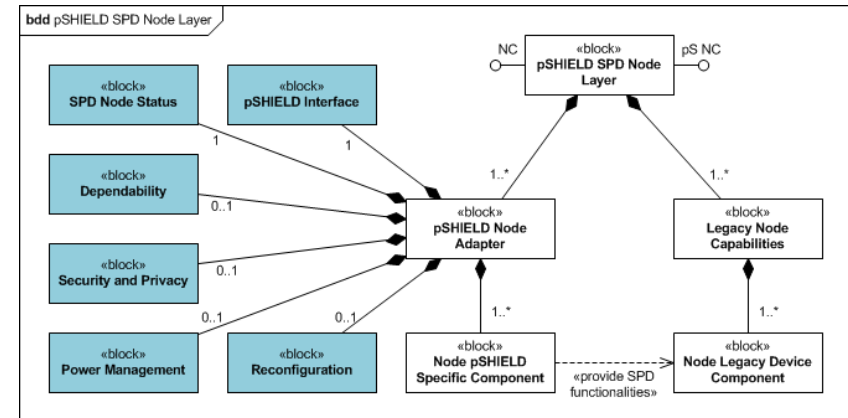 bdd pSHIELD SPD Node Layer
NC
«block»
pSHIELD SPD Node
Layer
pS NC
«block»
SPD Node Status
«block»
pSHIELD Interface
1
1
1..*
1..*
«block»
Dependability
0..1
«block»
pSHIELD Node
Adapter
«block»
Legacy Node
Capabilities
«block»
Security and Privacy
0..1
0..1
0..1
1..*
1..*
«block»
Power Management
«block»
Reconfiguration
«block»
Node pSHIELD
Specific Component
«provide SPD
functionalities»
«block»
Node Legacy Device
Component